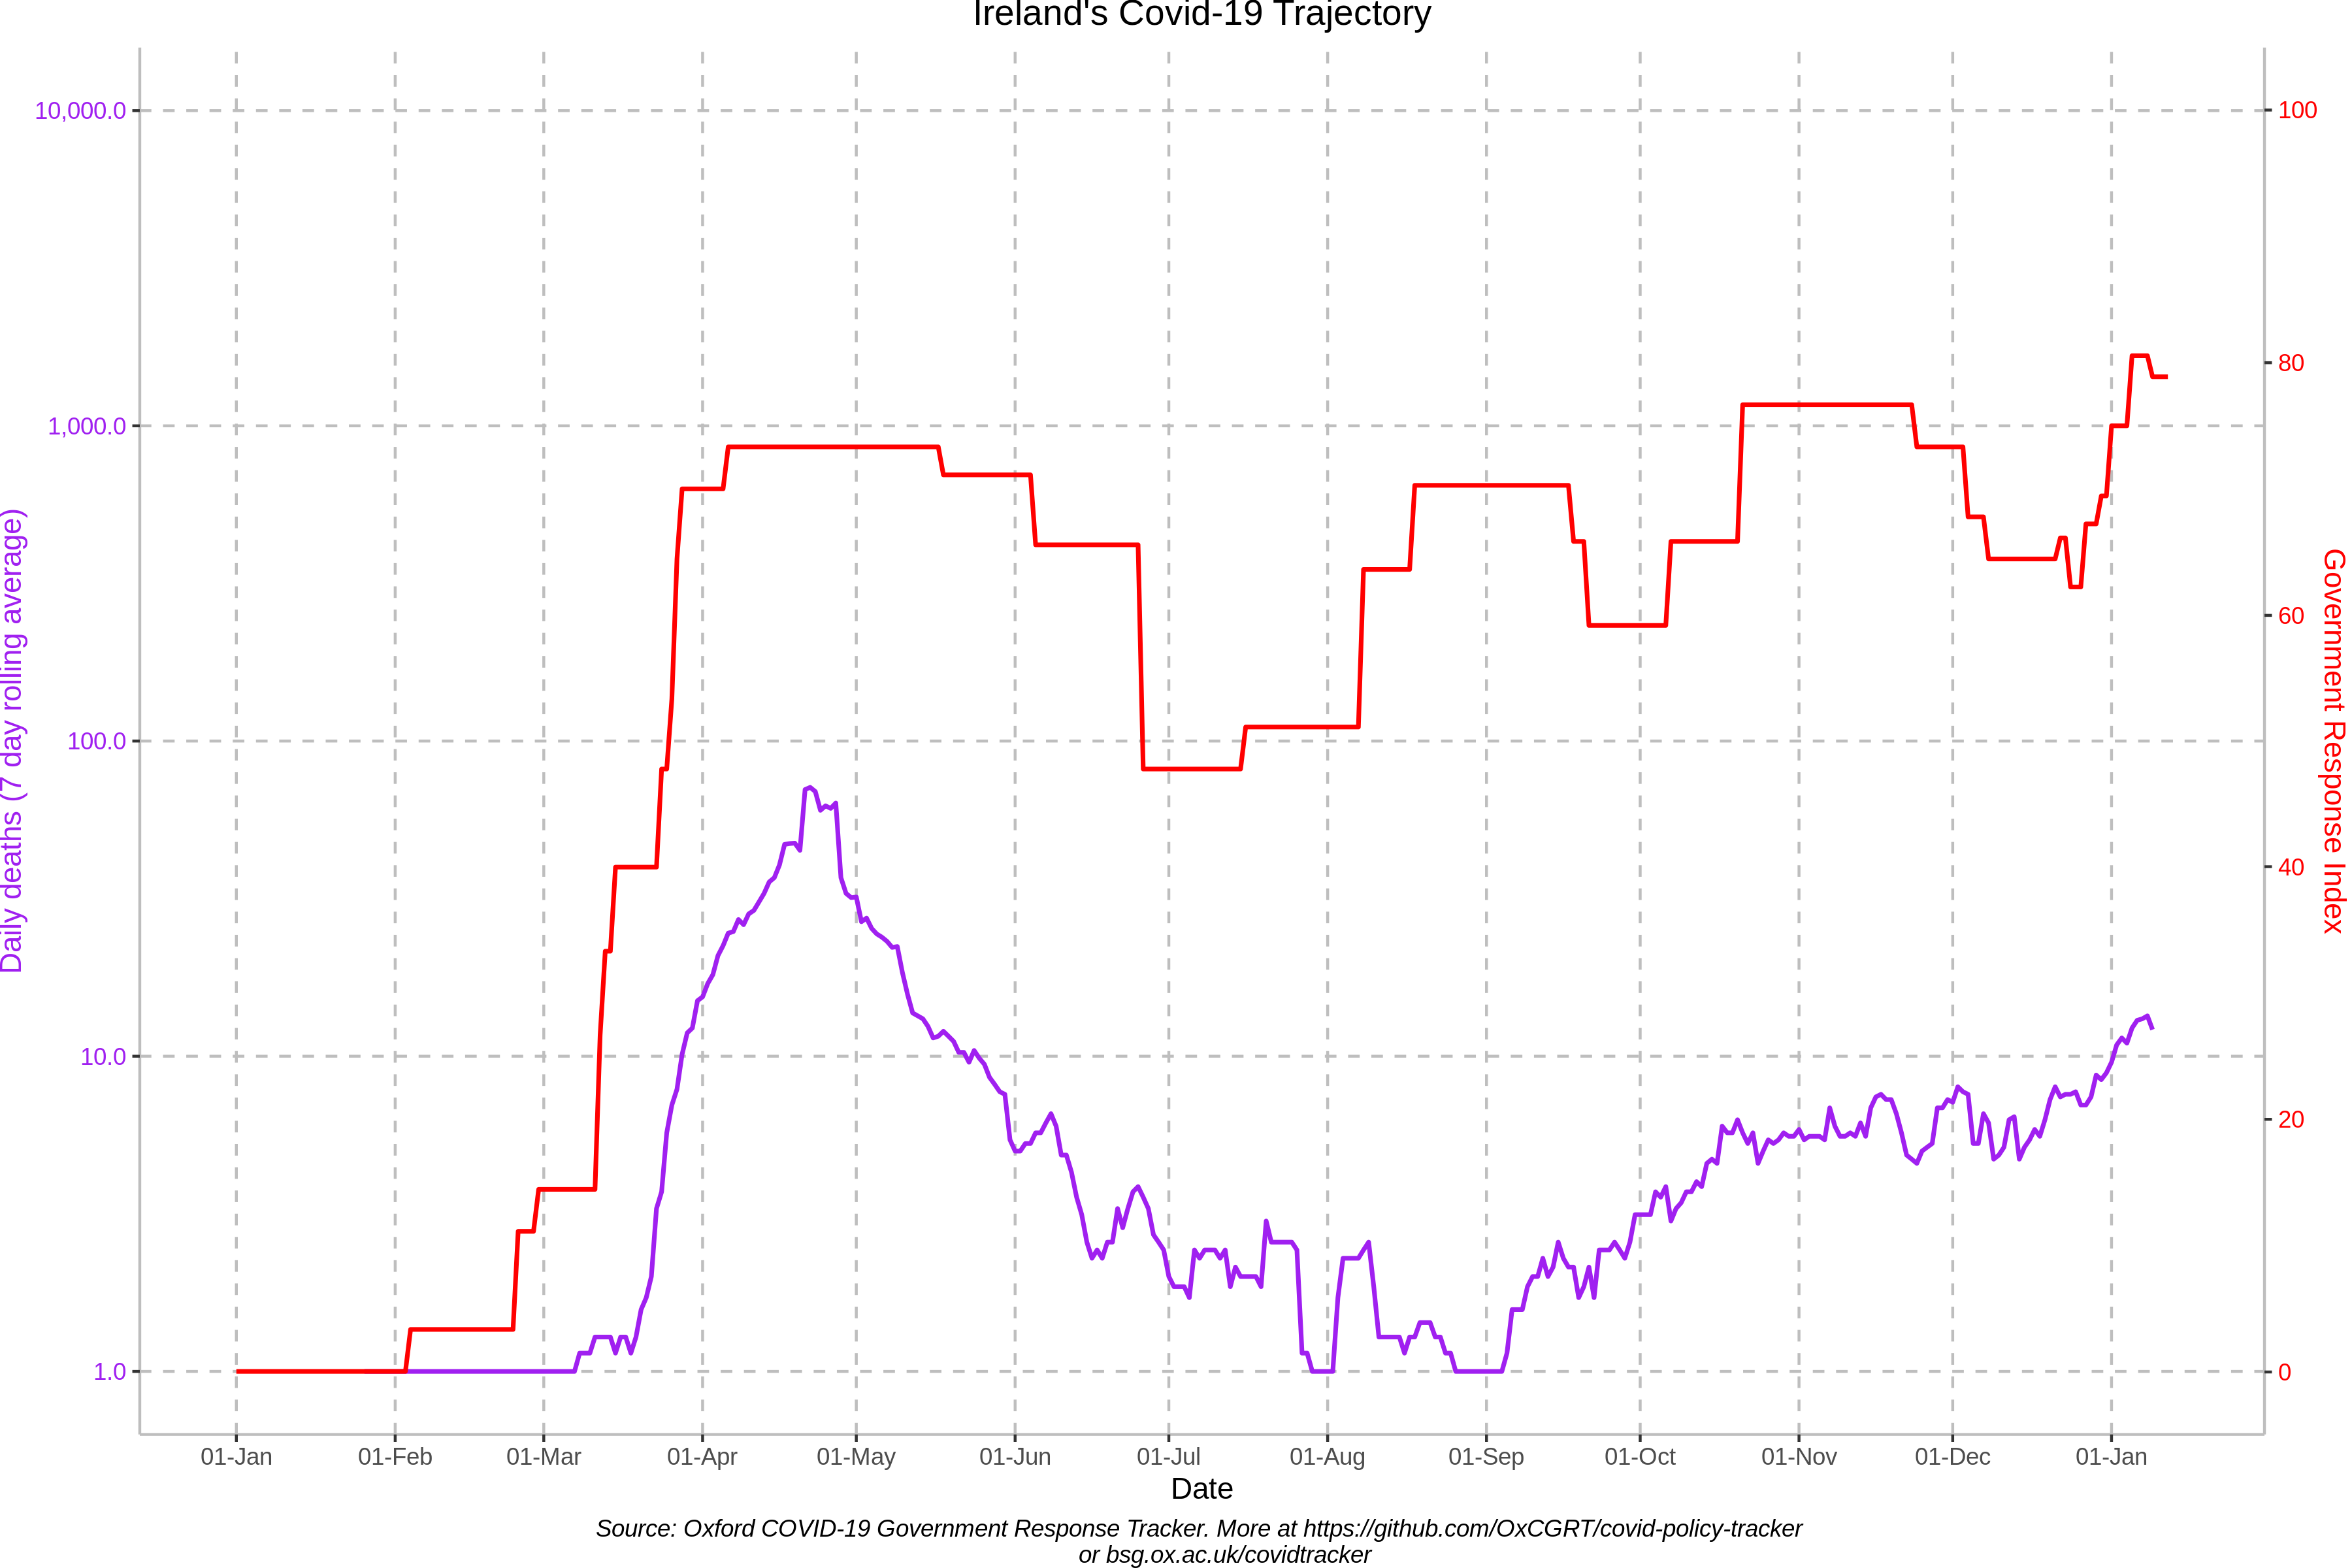 Ireland's Covid-19 Trajectory
10,000.0
1,000.0
100.0
10.0
1.0
Daily deaths (7 day rolling average)
100
80
60
40
20
0
Government Response Index
01-Jan
01-Feb
01-Mar
01-Apr
01-May
01-Jun
01-Jul
01-Aug
01-Sep
01-Oct
01-Nov
01-Dec
01-Jan
Date
Source: Oxford COVID-19 Government Response Tracker. More at https://github.com/OxCGRT/covid-policy-tracker
or bsg.ox.ac.uk/covidtracker